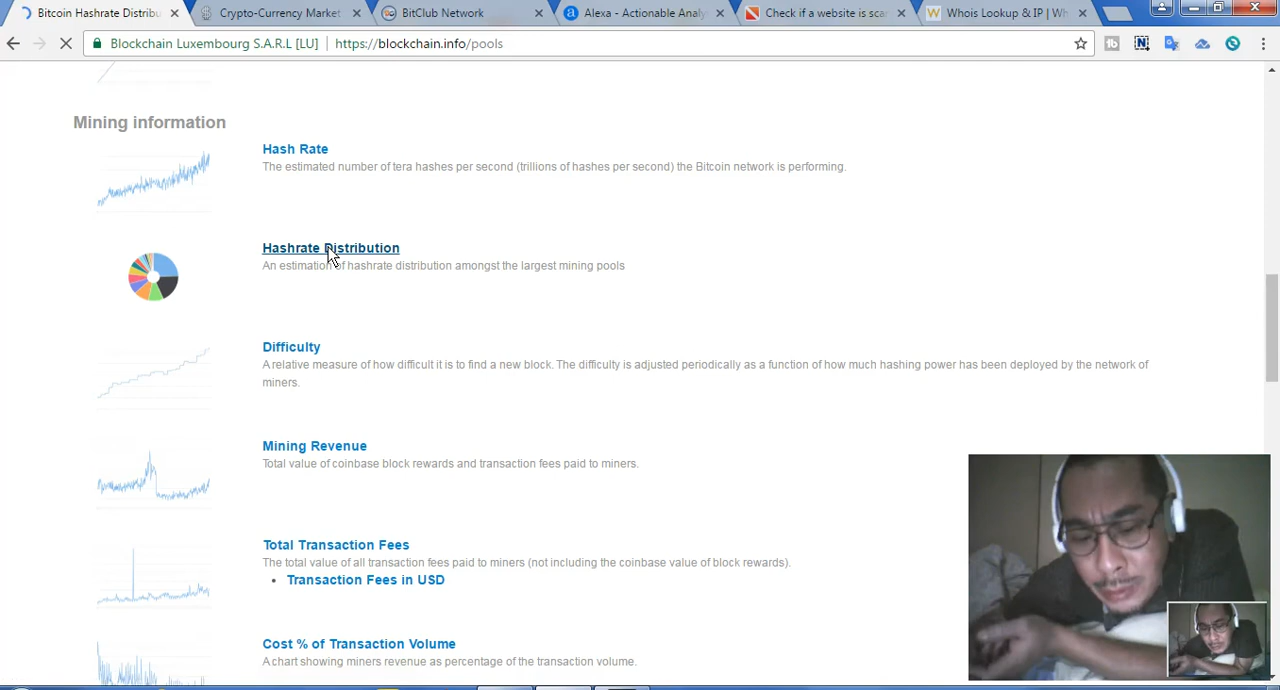 Bitcoin Hashrate Distribu
Crypto-Currency Market
BitClub Network
Alexa - Actionable Analy
Check if a website is scar
Whois Lookup & IP | Wh
Blockchain Luxembourg S.A.R.L [LU]
https://blockchain.info/pools
Mining information
Hash Rate
The estimated number of tera hashes per second (trillions of hashes per second) the Bitcoin network is performing.
Hashrate Distribution
An estimation of hashrate distribution amongst the largest mining pools
Difficulty
A relative measure of how difficult it is to find a new block. The difficulty is adjusted periodically as a function of how much hashing power has been deployed by the network of
miners.
Mining Revenue
Total value of coinbase block rewards and transaction fees paid to miners.
Total Transaction Fees
The total value of all transaction fees paid to miners (not including the coinbase value of block rewards).
• Transaction Fees in USD
Cost % of Transaction Volume
A chart showing miners revenue as percentage of the transaction volume.